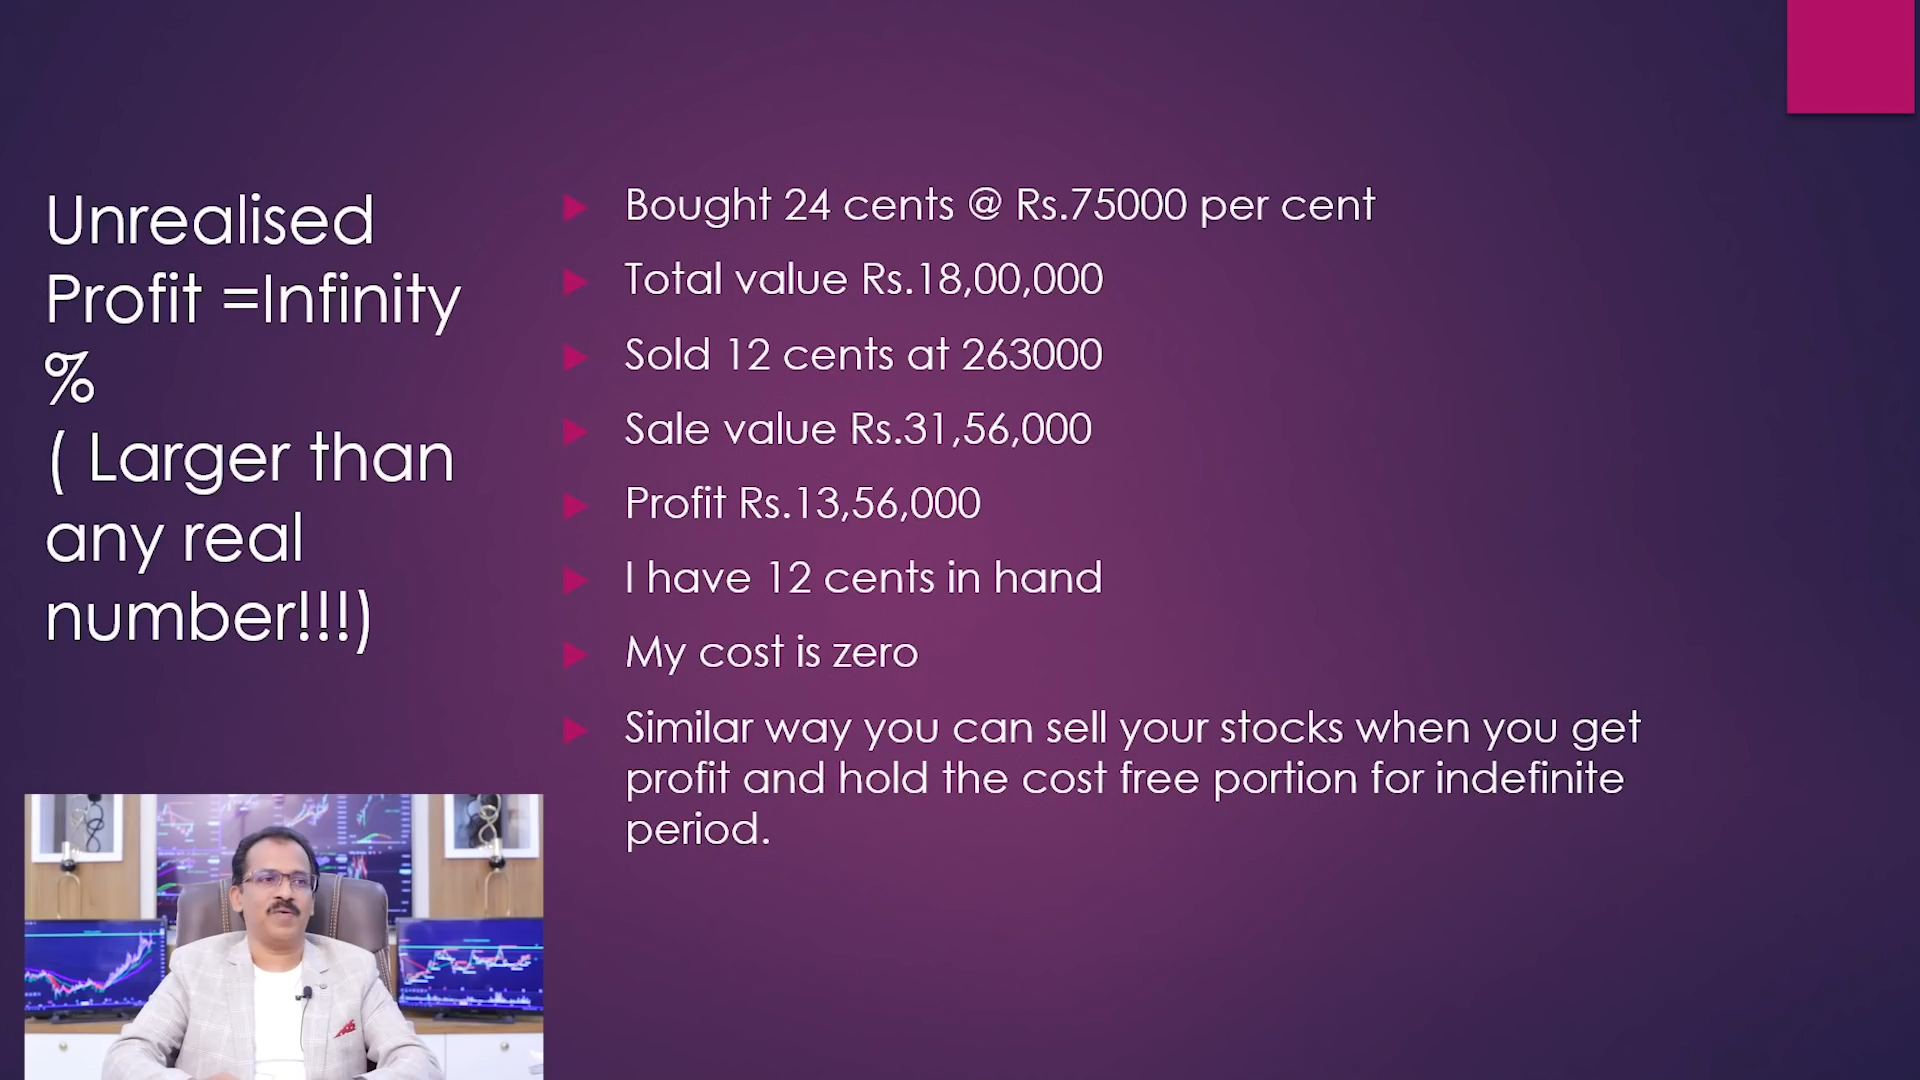 Unrealised
Profit =Infinity
%
( Larger than
any real
number!!!)
Bought 24 cents @ Rs.75000 per cent
Total value Rs.18,00,000
Sold 12 cents at 263000
Sale value Rs.31,56,000
Profit Rs.13,56,000
I have 12 cents in hand
My cost is zero
Similar way you can sell your stocks when you get
profit and hold the cost free portion for indefinite
period.